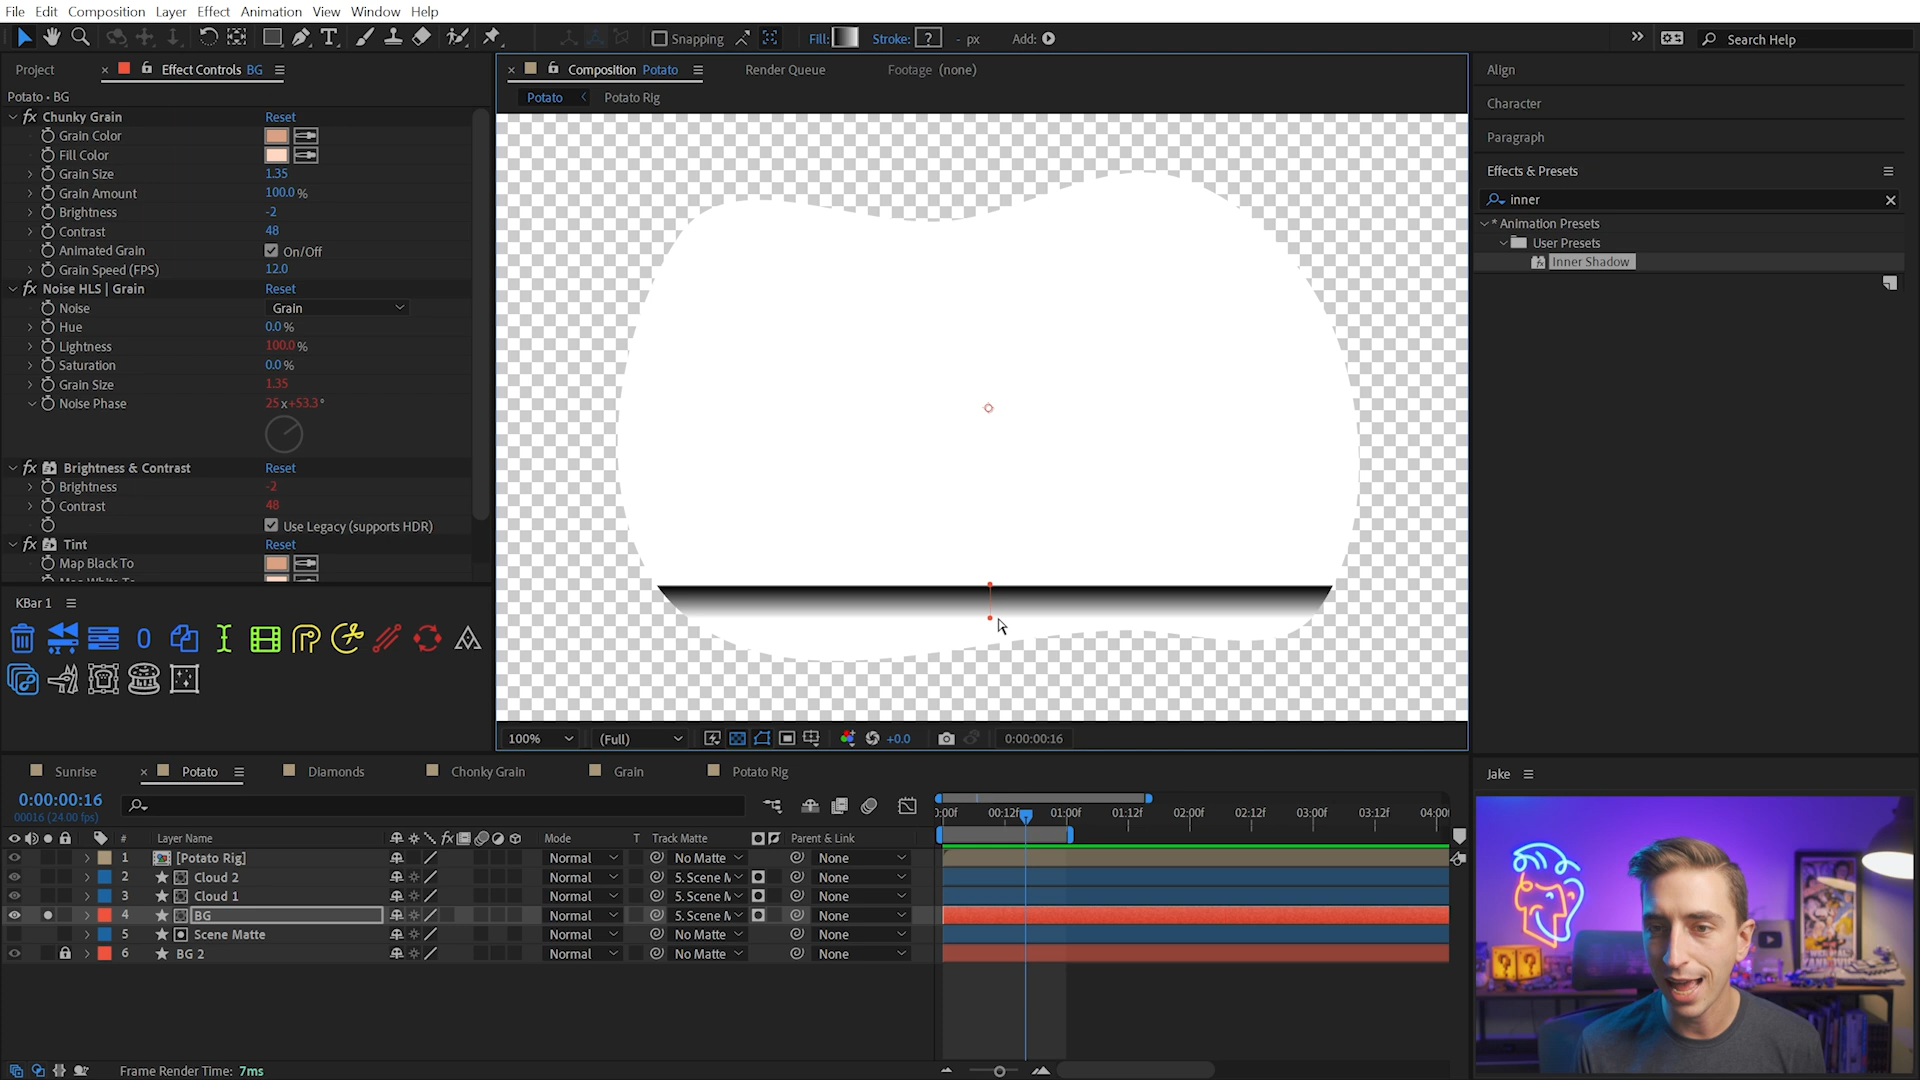 File Edit Composition Layer Effect Animation View Window Help
Snapping Fill: Stroke: ? - px Add: Search Help
Project Effect Controls BG
Composition Potato Render Queue Footage (none)
Potato • BG
Potato Potato Rig
Chunky Grain Reset
Grain Color
Fill Color
Grain Size 1.35
Grain Amount 100.0 %
Brightness -2
Contrast 48
Animated Grain On/Off
Grain Speed (FPS) 12.0
Noise HLS | Grain Reset
Noise Grain
Hue 0.0 %
Lightness 100.0 %
Saturation 0.0 %
Grain Size 1.35
Noise Phase 25x+53.3°
Brightness & Contrast Reset
Brightness -2
Contrast 48
Use Legacy (supports HDR)
Tint Reset
Map Black To
Map White To
KBar 1
0
100% (Full) +0.0 0:00:00:16
Align
Character
Paragraph
Effects & Presets
inner
* Animation Presets
User Presets
Inner Shadow
Sunrise Potato Diamonds Chonky Grain Grain Potato Rig
0:00:00:16
00016 (24.00 fps)
:00f 00:12f 01:00f 01:12f 02:00f 02:12f 03:00f 03:12f 04:00
# Layer Name Mode T Track Matte Parent & Link
1 [Potato Rig] Normal No Matte None
2 Cloud 2 Normal 5. Scene M None
3 Cloud 1 Normal 5. Scene M None
4 BG Normal 5. Scene M None
5 Scene Matte Normal No Matte None
6 BG 2 Normal No Matte None
Frame Render Time: 7ms
Jake